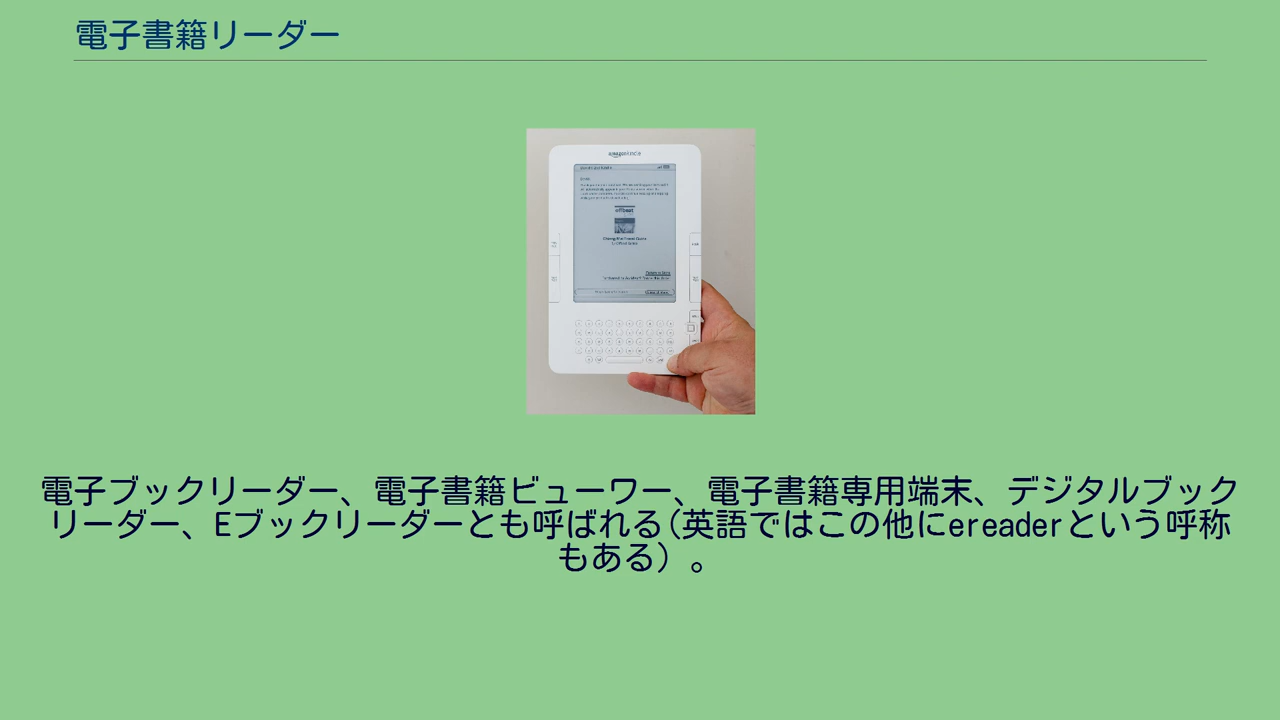 電子書籍リーダー
amazonkindle
電子ブックリーダー、電子書籍ビューワー、電子書籍専用端末、デジタルブック
リーダー、Eブックリーダーとも呼ばれる(英語ではこの他にereaderという呼称
もある）。